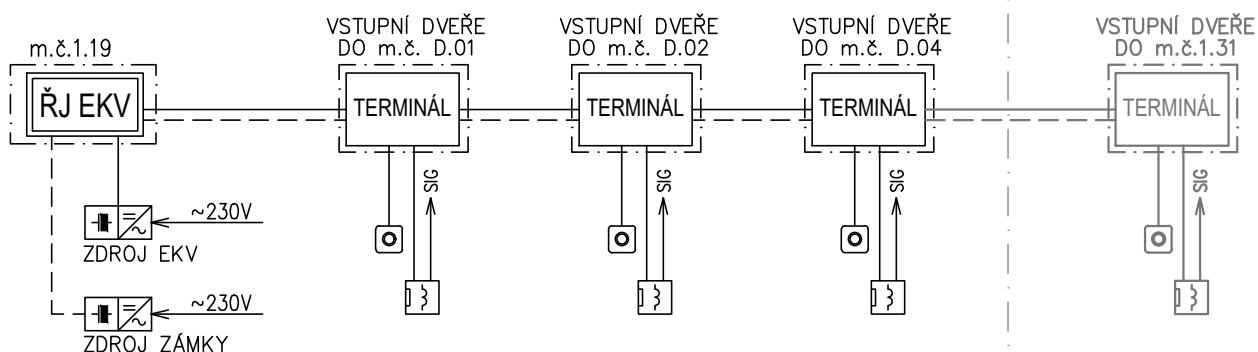 m.č.1.19
ŘJ EKV
VSTUPNÍ DVEŘE
DO m.č. D.01
TERMINÁL
SIG
VSTUPNÍ DVEŘE
DO m.č. D.02
TERMINÁL
SIG
VSTUPNÍ DVEŘE
DO m.č. D.04
TERMINÁL
SIG
VSTUPNÍ DVEŘE
DO m.č.1.31
TERMINÁL
SIG
~230V
ZDROJ EKV
~230V
ZDROJ ZÁMKY